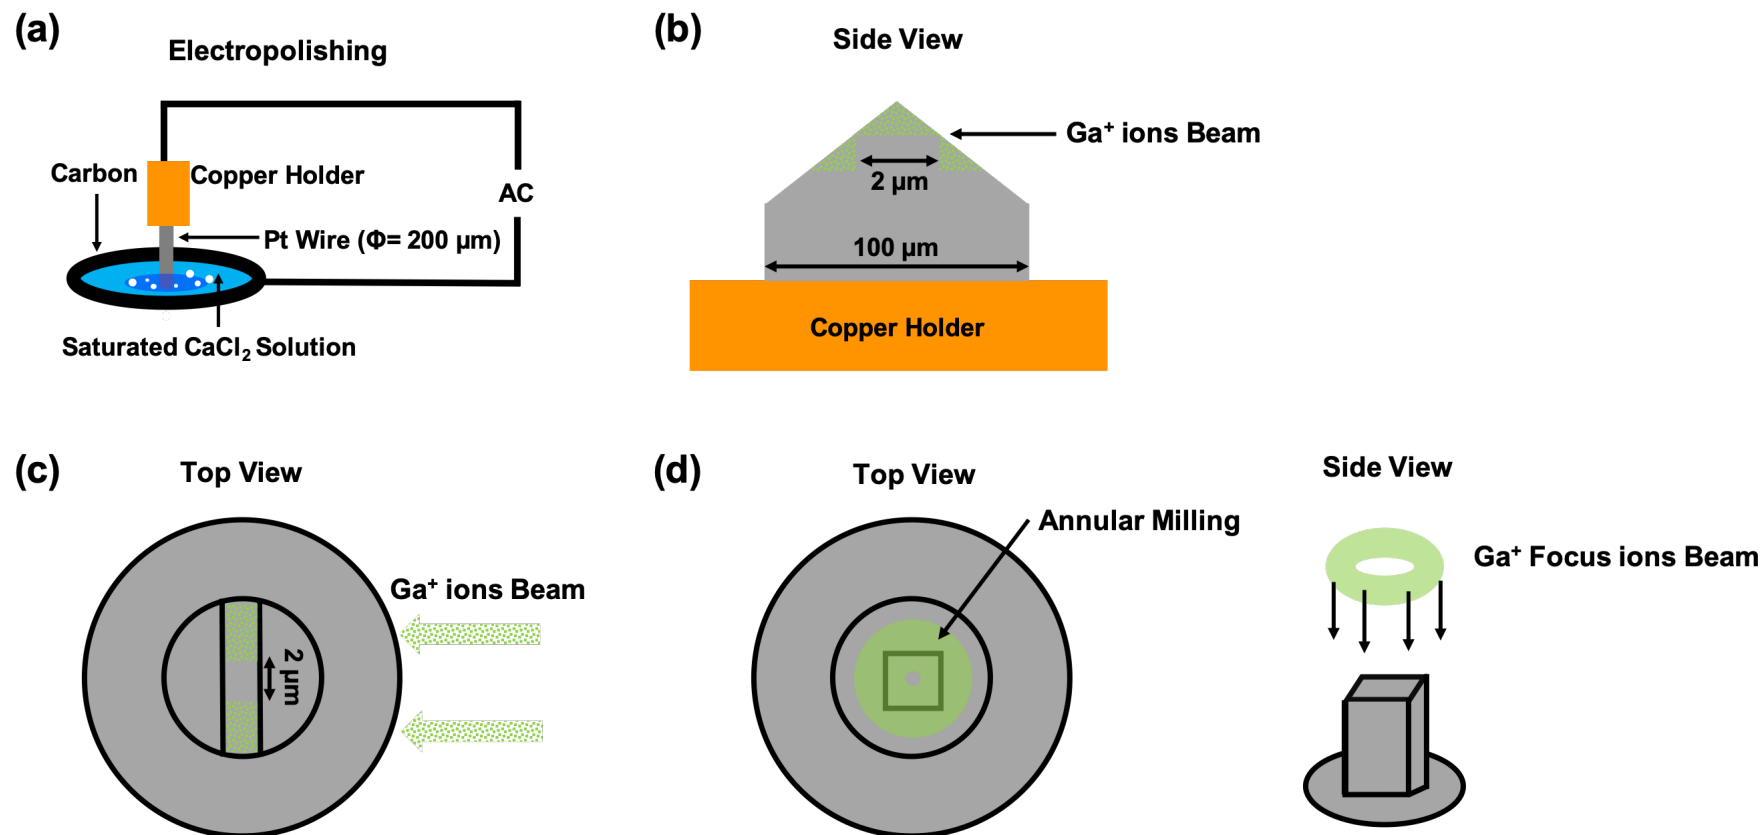 (a)
Electropolishing
Carbon
Copper Holder
AC
Pt Wire (Φ= 200 μm)
Saturated CaCl₂ Solution
(b)
Side View
Ga⁺ ions Beam
2 μm
100 μm
Copper Holder
(c)
Top View
Ga⁺ ions Beam
2 μm
(d)
Top View
Annular Milling
Side View
Ga⁺ Focus ions Beam